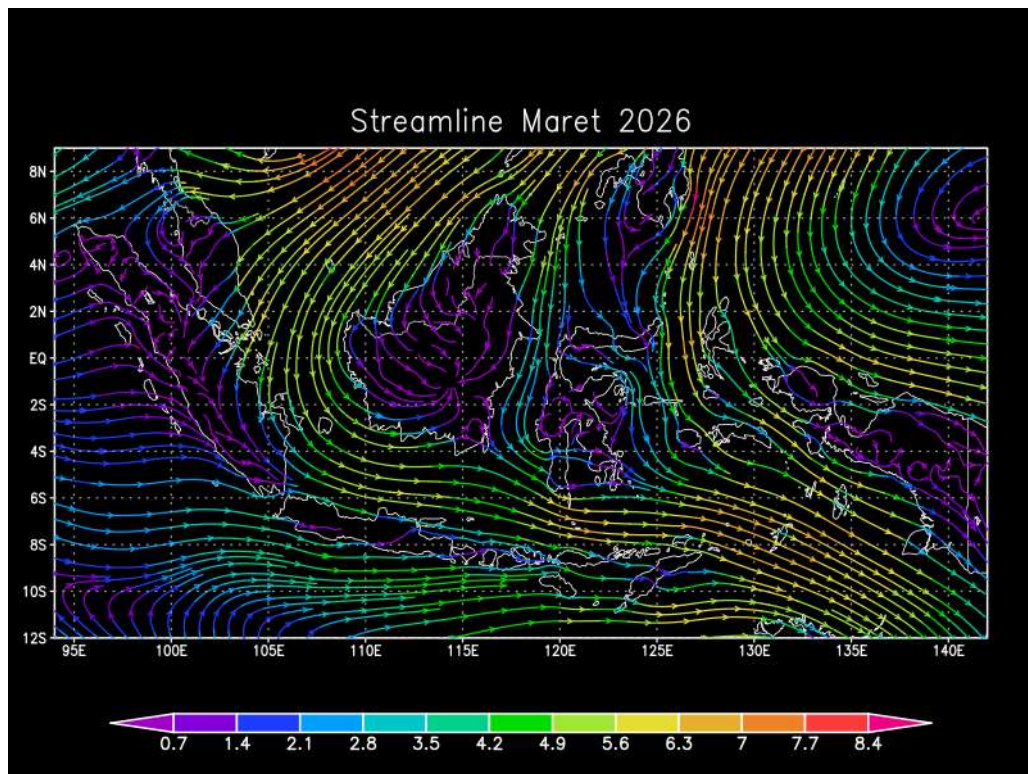 Streamline Maret 2026
8N
6N
4N
2N
EQ
2S
4S
6S
8S
10S
12S
95E 100E 105E 110E 115E 120E 125E 130E 135E 140E
0.7 1.4 2.1 2.8 3.5 4.2 4.9 5.6 6.3 7 7.7 8.4